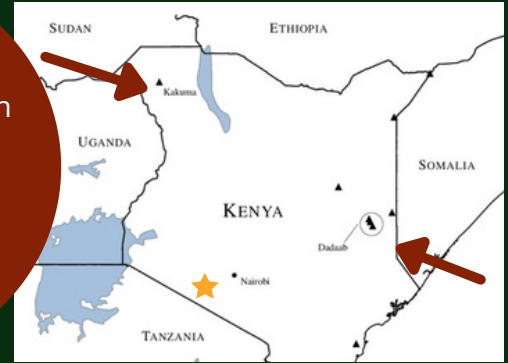 SUDAN
ETHIOPIA
n
Kakuma
UGANDA
SOMALIA
KENYA
Dadaab
Nairobi
TANZANIA